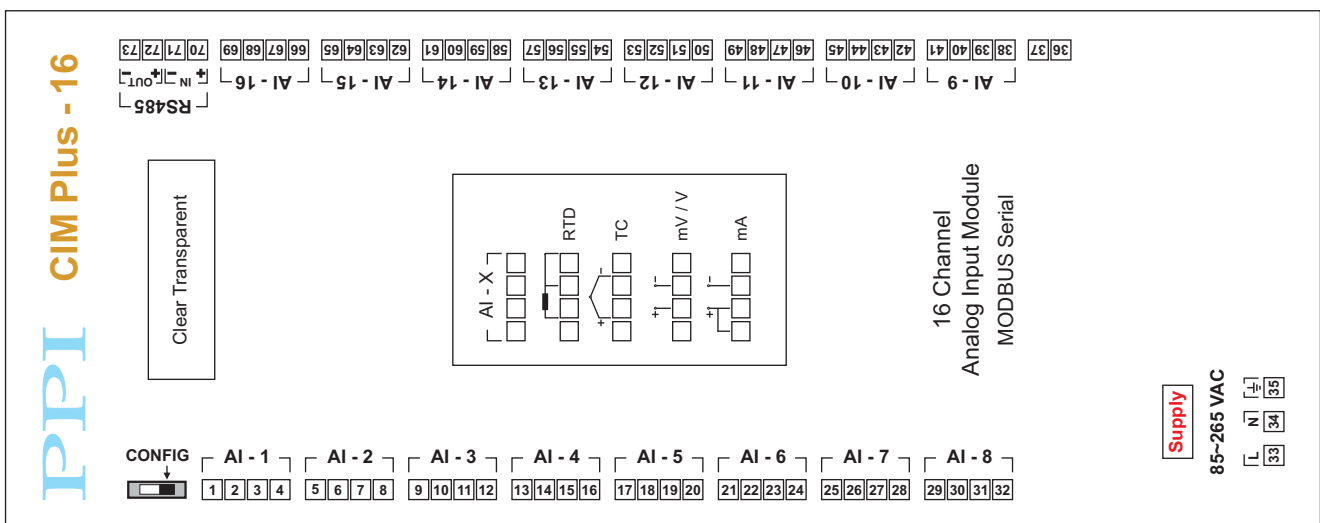 73 72 71 70 69 68 67 66 65 64 63 62 61 60 59 58 57 56 55 54 53 52 51 50 49 48 47 46 45 44 43 42 41 40 39 38 37 36
− OUT + − IN + AI - 16 AI - 15 AI - 14 AI - 13 AI - 12 AI - 11 AI - 10 AI - 9
RS485
PPI CIM Plus - 16
Clear Transparent
AI - X
RTD
− TC +
− mV / V +
− mA +
16 Channel
Analog Input Module
MODBUS Serial
Supply
85~265 VAC
L N
33 34 35
CONFIG AI - 1 AI - 2 AI - 3 AI - 4 AI - 5 AI - 6 AI - 7 AI - 8
1 2 3 4 5 6 7 8 9 10 11 12 13 14 15 16 17 18 19 20 21 22 23 24 25 26 27 28 29 30 31 32